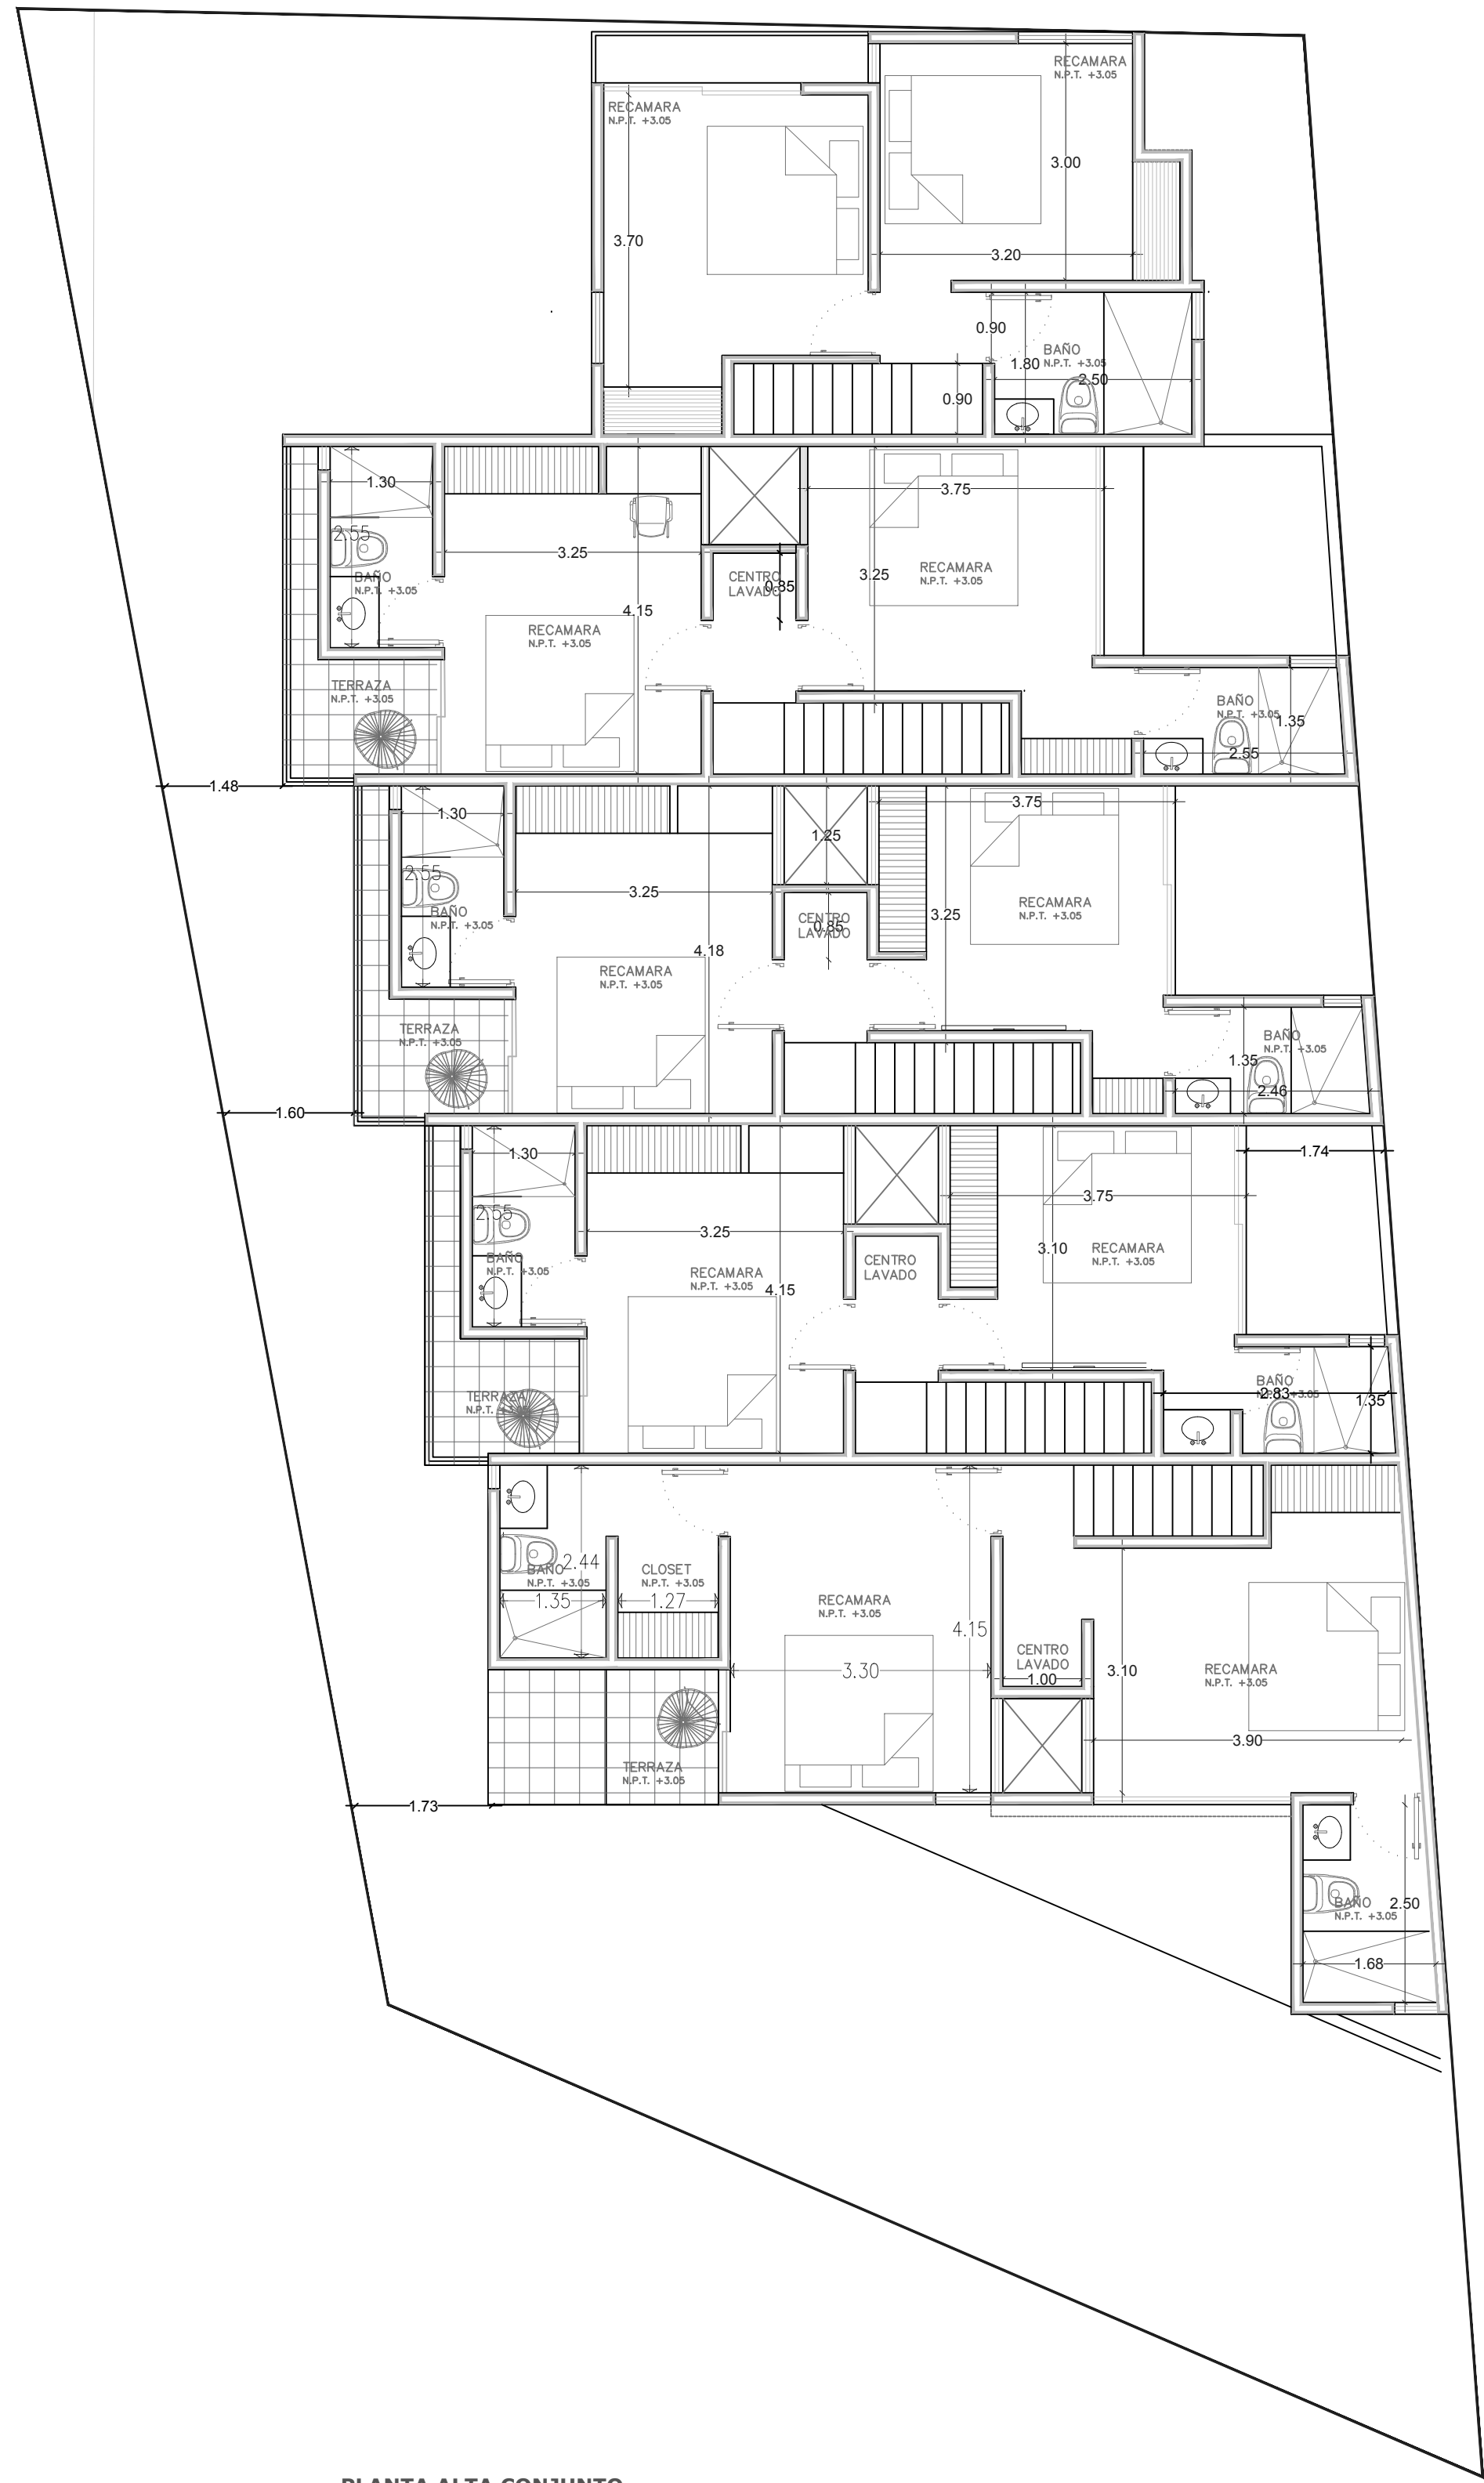 RECAMARA
N.P.T. +3.05
RECAMARA
N.P.T. +3.05
3.00
3.70
3.20
0.90
BAÑO
N.P.T. +3.05
1.80
2.50
0.90
1.30
3.75
2.55
3.25
BAÑO
N.P.T. +3.05
CENTRO
LAVADO
0.85
3.25
RECAMARA
N.P.T. +3.05
4.15
RECAMARA
N.P.T. +3.05
TERRAZA
N.P.T. +3.05
BAÑO
N.P.T. +3.05
1.35
2.55
1.48
1.30
3.75
1.25
2.55
3.25
BAÑO
N.P.T. +3.05
CENTRO
LAVADO
0.85
3.25
RECAMARA
N.P.T. +3.05
4.18
RECAMARA
N.P.T. +3.05
TERRAZA
N.P.T. +3.05
BAÑO
N.P.T. +3.05
1.35
2.46
1.60
1.30
1.74
3.75
2.55
3.25
BAÑO
N.P.T. +3.05
CENTRO
LAVADO
3.10
RECAMARA
N.P.T. +3.05
RECAMARA
N.P.T. +3.05
4.15
TERRAZA
N.P.T. +3.05
BAÑO
N.P.T. +3.05
2.83
1.35
2.44
BAÑO
N.P.T. +3.05
1.35
CLOSET
N.P.T. +3.05
1.27
RECAMARA
N.P.T. +3.05
4.15
3.30
CENTRO
LAVADO
1.00
3.10
RECAMARA
N.P.T. +3.05
3.90
TERRAZA
N.P.T. +3.05
1.73
BAÑO
N.P.T. +3.05
2.50
1.68
PLANTA ALTA CONJUNTO